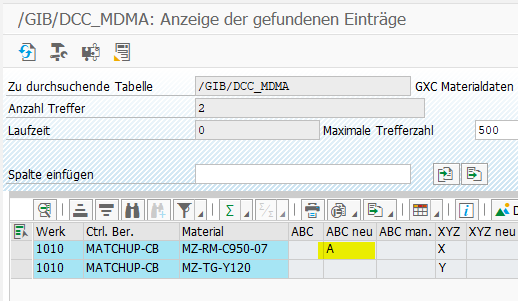 /GIB/DCC_MDMA: Anzeige der gefundenen Einträge
Zu durchsuchende Tabelle /GIB/DCC_MDMA GXC Materialdaten
Anzahl Treffer 2
Laufzeit 0 Maximale Trefferzahl 500
Spalte einfügen
Werk Ctrl. Ber. Material ABC ABC neu ABC man. XYZ XYZ neu
1010 MATCHUP-CB MZ-RM-C950-07 A X
1010 MATCHUP-CB MZ-TG-Y120 Y